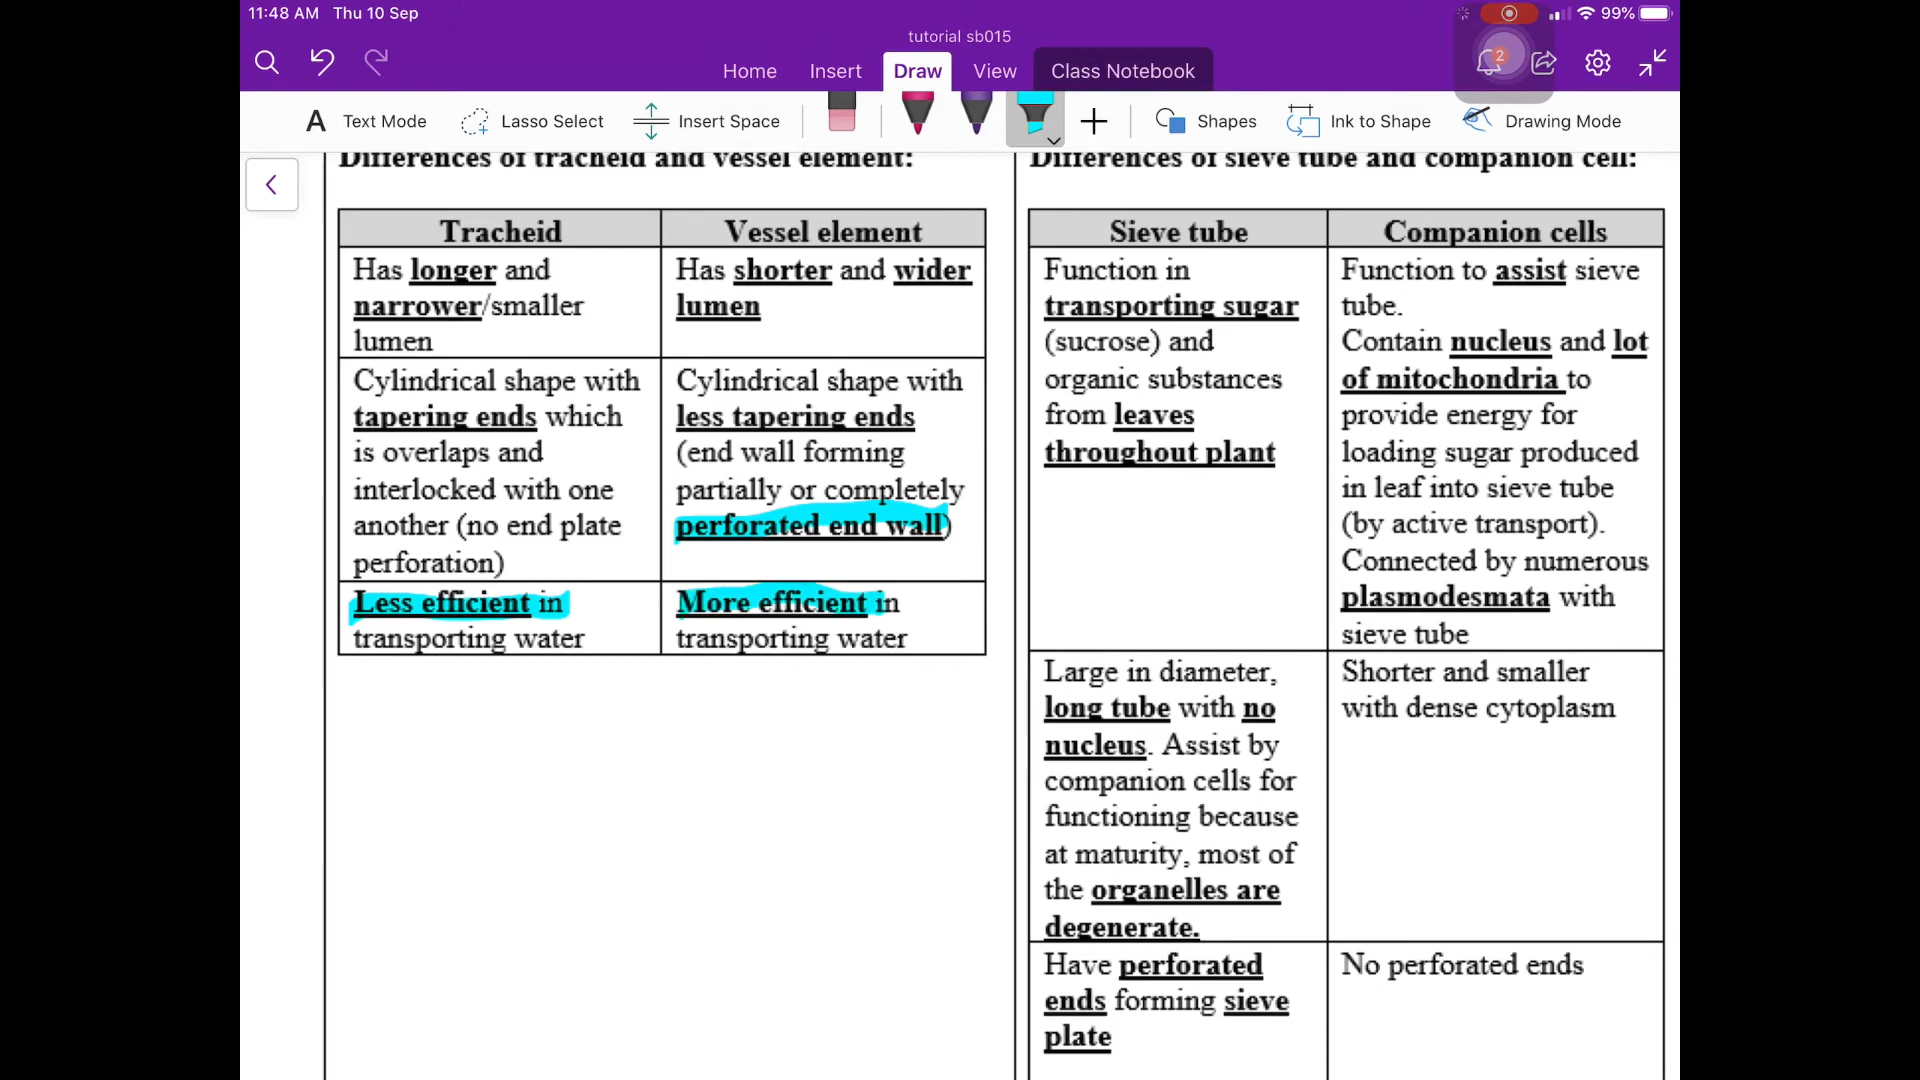 11:48 AM Thu 10 Sep
99%
tutorial sb015
2
Home Insert Draw View Class Notebook
A Text Mode Lasso Select Insert Space Shapes Ink to Shape Drawing Mode
Differences of tracheid and vessel element:
Tracheid
Vessel element
Has longer and
narrower/smaller
lumen
Has shorter and wider
lumen
Cylindrical shape with
tapering ends which
is overlaps and
interlocked with one
another (no end plate
perforation)
Cylindrical shape with
less tapering ends
(end wall forming
partially or completely
perforated end wall)
Less efficient in
transporting water
More efficient in
transporting water
Differences of sieve tube and companion cell:
Sieve tube
Companion cells
Function in
transporting sugar
(sucrose) and
organic substances
from leaves
throughout plant
Function to assist sieve
tube.
Contain nucleus and lot
of mitochondria to
provide energy for
loading sugar produced
in leaf into sieve tube
(by active transport).
Connected by numerous
plasmodesmata with
sieve tube
Large in diameter,
long tube with no
nucleus. Assist by
companion cells for
functioning because
at maturity, most of
the organelles are
degenerate.
Shorter and smaller
with dense cytoplasm
Have perforated
ends forming sieve
plate
No perforated ends